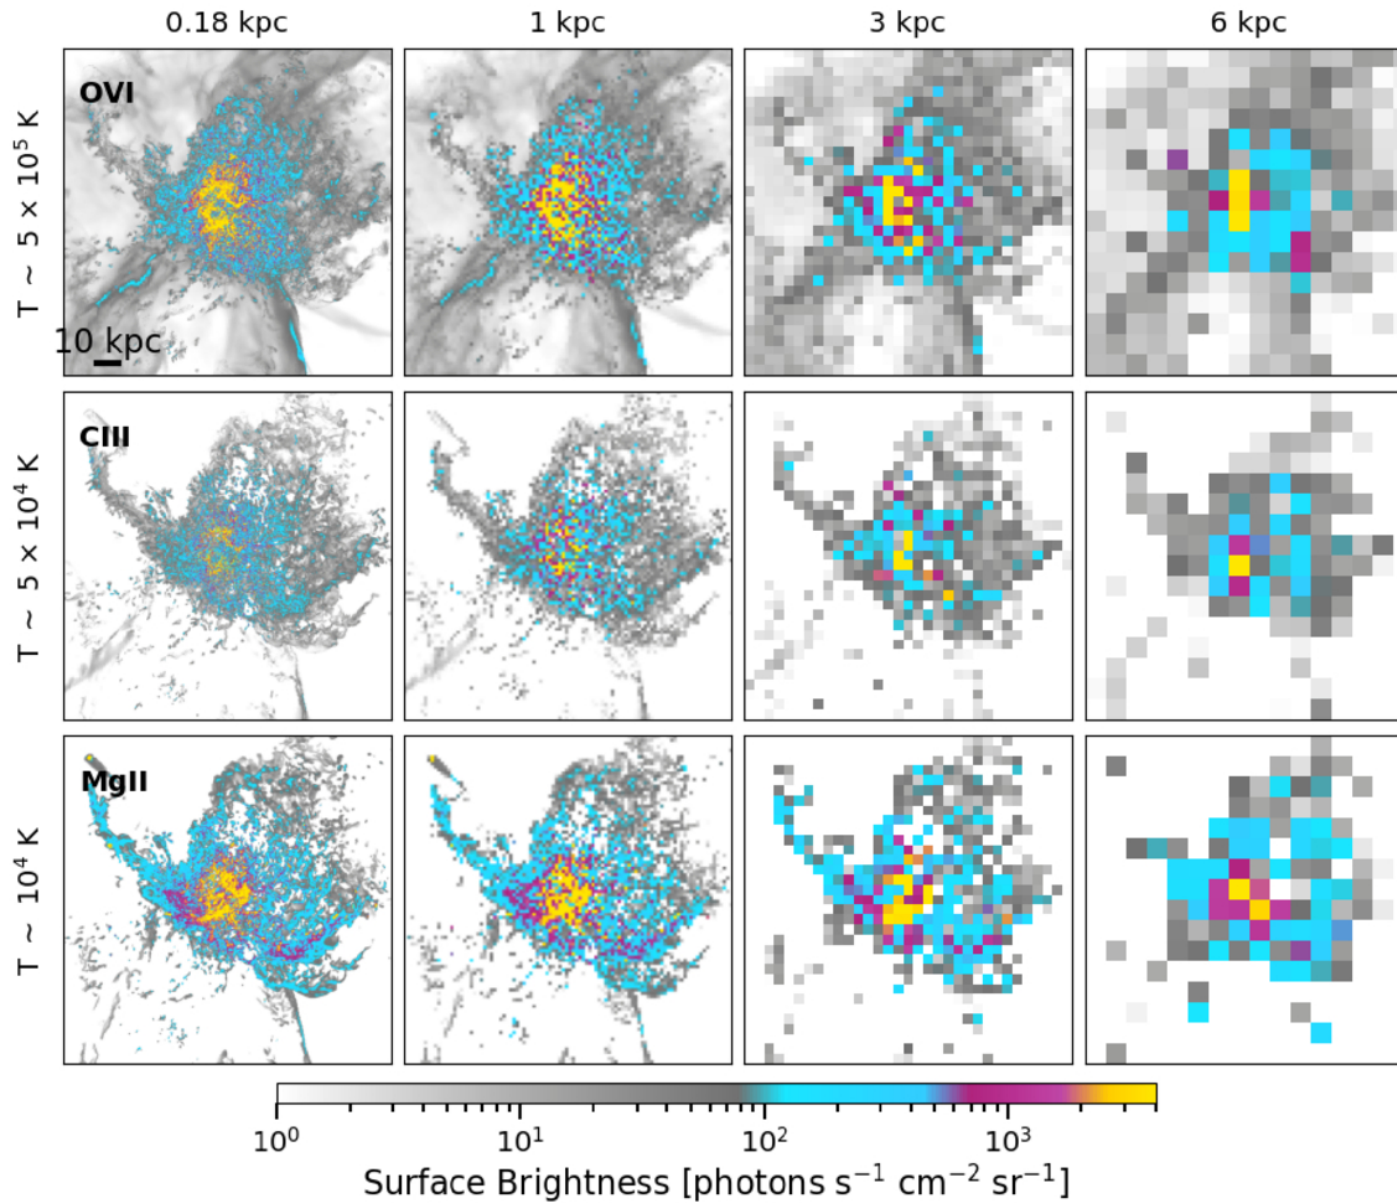 0.18 kpc 1 kpc 3 kpc 6 kpc
OVI
T ~ 5 × 10⁵ K
10 kpc
CIII
T ~ 5 × 10⁴ K
MgII
T ~ 10⁴ K
10⁰ 10¹ 10² 10³
Surface Brightness [photons s⁻¹ cm⁻² sr⁻¹]